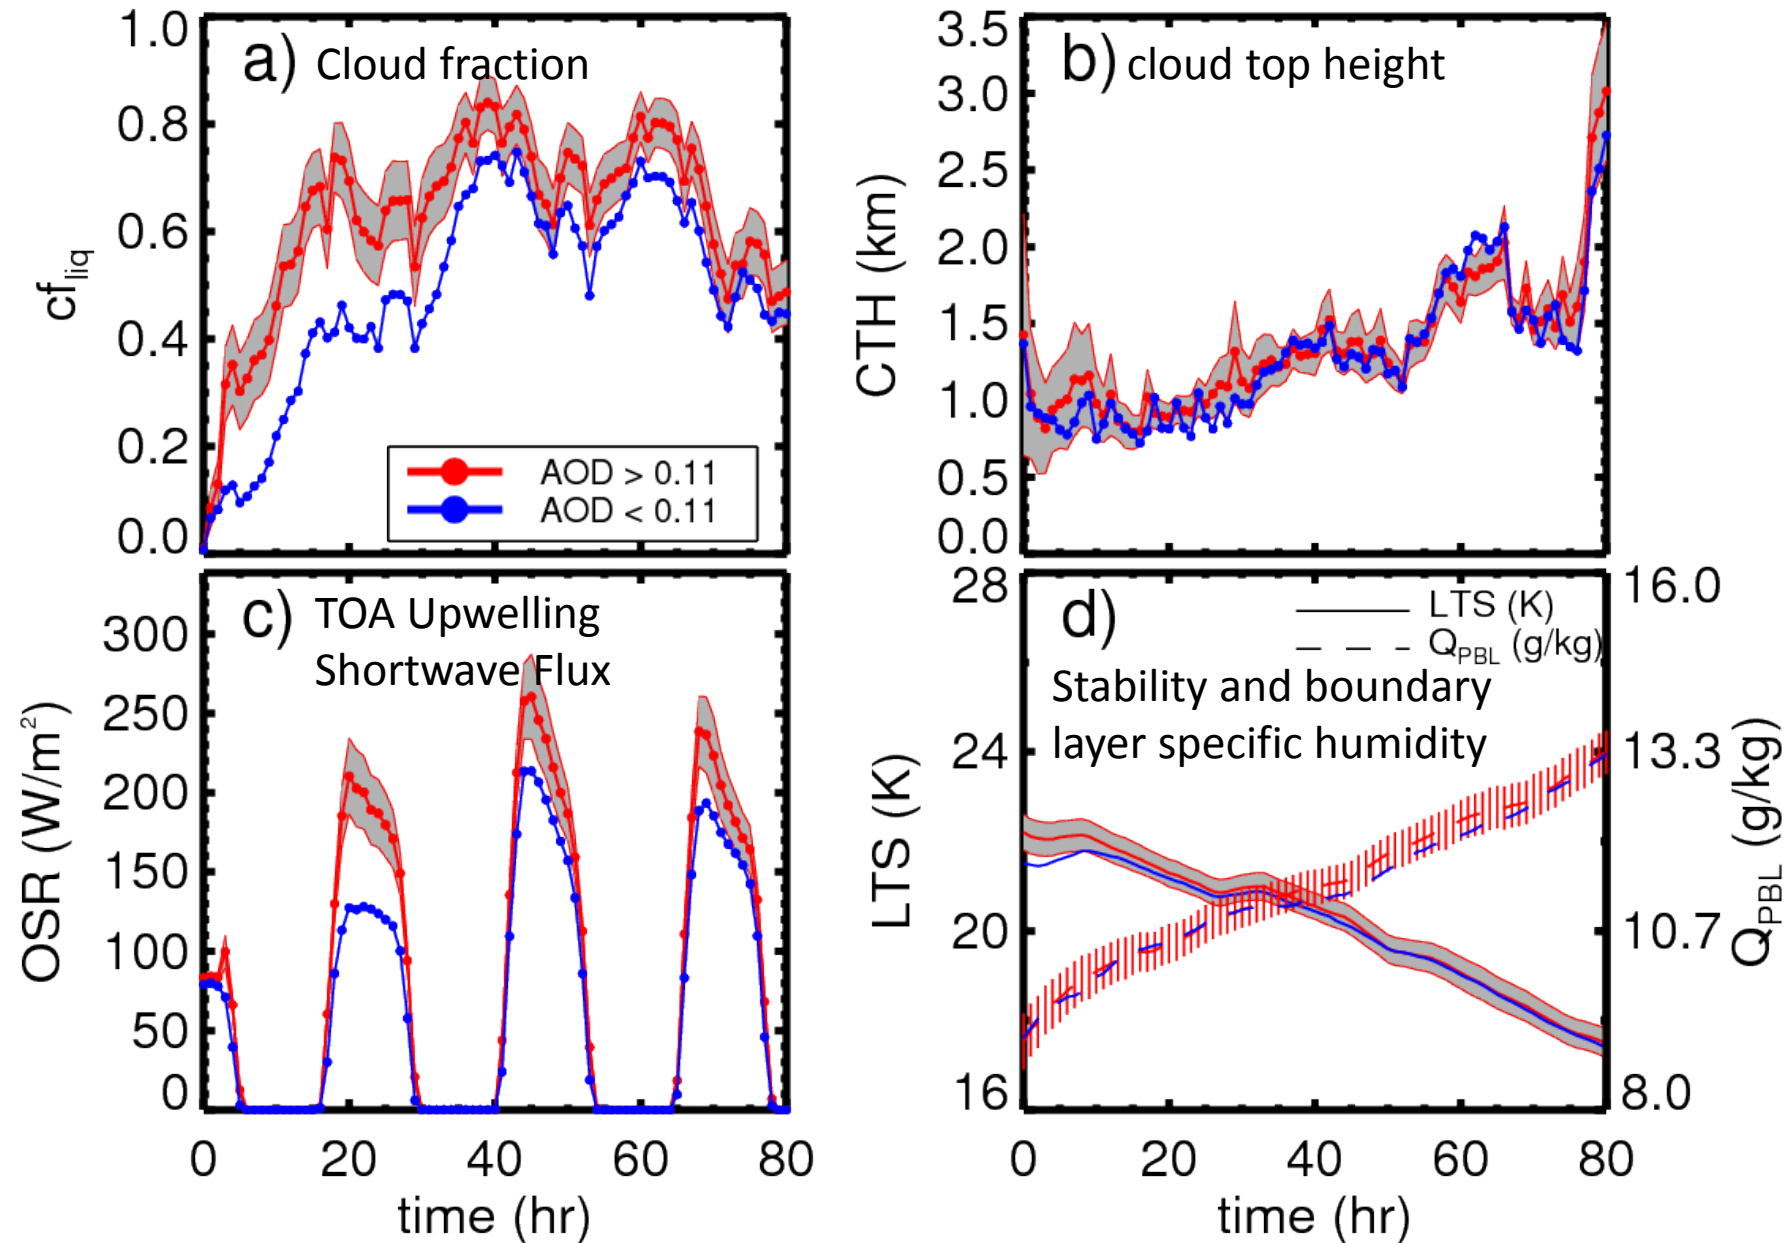 a) Cloud fraction
1.0
0.8
0.6
0.4
0.2
0.0
cf_liq
AOD > 0.11
AOD < 0.11
b) cloud top height
3.5
3.0
2.5
2.0
1.5
1.0
0.5
0.0
CTH (km)
c) TOA Upwelling
Shortwave Flux
300
250
200
150
100
50
0
OSR (W/m²)
0 20 40 60 80
time (hr)
d)
LTS (K)
Q_PBL (g/kg)
Stability and boundary
layer specific humidity
28
24
20
16
LTS (K)
16.0
13.3
10.7
8.0
Q_PBL (g/kg)
0 20 40 60 80
time (hr)